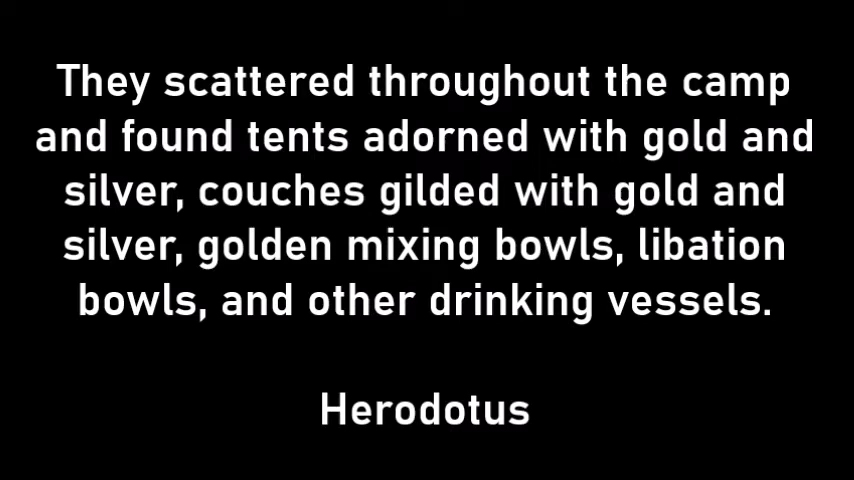 They scattered throughout the camp
and found tents adorned with gold and
silver, couches gilded with gold and
silver, golden mixing bowls, libation
bowls, and other drinking vessels.
Herodotus